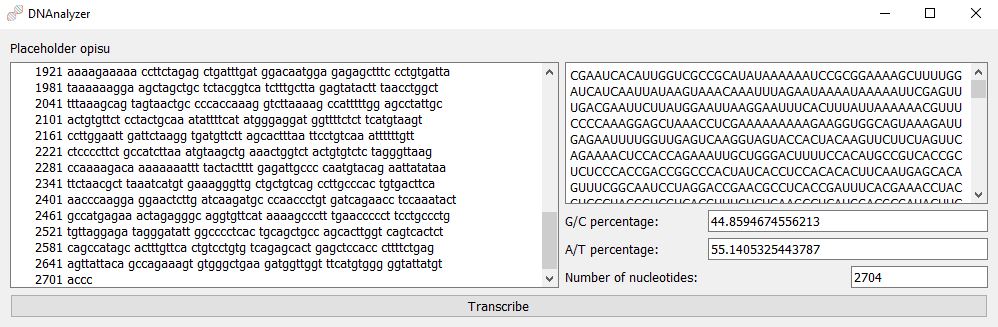 DNAnalyzer
Placeholder opisu
1921 aaaagaaaaa ccttctagag ctgatttgat ggacaatgga gagagctttc cctgtgatta
1981 taaaaaagga agctagctgc tctacggtca tctttgctta gagtatactt taacctggct
2041 tttaaagcag tagtaactgc cccaccaaag gtcttaaaag ccatttttgg agcctattgc
2101 actgtgttct cctactgcaa atattttcat atgggaggat ggttttctct tcatgtaagt
2161 ccttggaatt gattctaagg tgatgttctt agcactttaa ttcctgtcaa attttttgtt
2221 ctccccttct gccatcttaa atgtaagctg aaactggtct actgtgtctc tagggttaag
2281 ccaaaagaca aaaaaaattt tactactttt gagattgccc caatgtacag aattatataa
2341 ttctaacgct taaatcatgt gaaagggttg ctgctgtcag ccttgcccac tgtgacttca
2401 aacccaagga ggaactcttg atcaagatgc ccaaccctgt gatcagaacc tccaaatact
2461 gccatgagaa actagagggc aggtgttcat aaaagccctt tgaacccccct tcctgccctg
2521 tgttaggaga tagggatatt ggcccctcac tgcagctgcc agcacttggt cagtcactct
2581 cagccatagc actttgttca ctgtcctgtg tcagagcact gagctccacc cttttctgag
2641 agttattaca gccagaaagt gtgggctgaa gatggttggt ttcatgtggg ggtattatgt
2701 accc
CGAAUCACAUUGGUCGCCGCAUAUAAAAAAUCCGCGGAAAAGCUUUUGG
AUCAUCAAUUAUAAGUAAACAAAUUUAGAAUAAAAUAAAAAUUCGAGUU
UGACGAAUUCUUAUGGAAUUAAGGAAUUUCACUUUAUUAAAAAACGUUU
CCCCAAAGGAGCUAAACCUCGAAAAAAAAAGAAGGUGGCAGUAAAGAUU
GAGAAUUUUGGUUGAGUCAAGGUAGUACCACUACAAGUUCUUCUAGUUC
AGAAAACUCCACCAGAAAUUGCUGGGACUUUUCCACAUGCCGUCACCGC
UCUCCCACCGACCGGCCCACUAUCACCUCCACACACUUCAAUGAGCACA
GUUUCGGCAAUCCUAGGACCGAACGCCUCACCGAUUUCACGAAACCUAC
G/C percentage:
44.8594674556213
A/T percentage:
55.1405325443787
Number of nucleotides:
2704
Transcribe